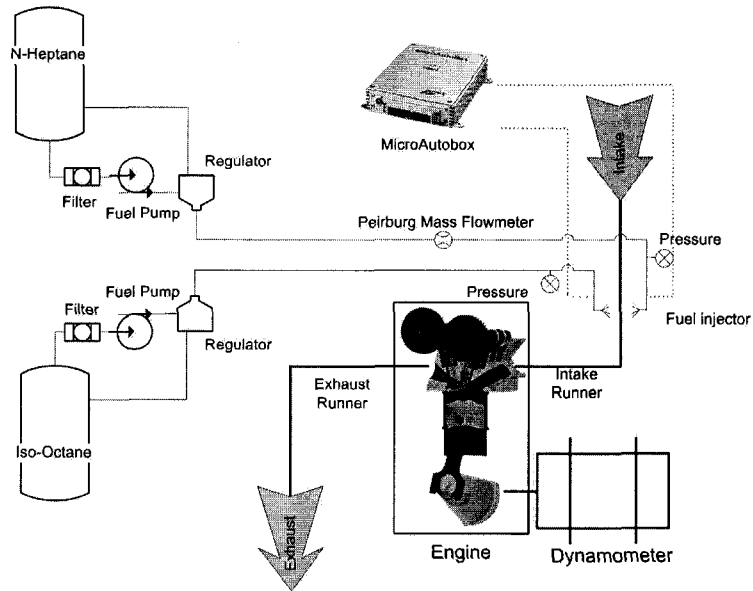 N-Heptane
MicroAutobox
Intake
Regulator
Filter
Fuel Pump
Peirburg Mass Flowmeter
Pressure
Fuel Pump
Pressure
Filter
Fuel injector
Regulator
Exhaust
Runner
Intake
Runner
Iso-Octane
Exhaust
Engine
Dynamometer